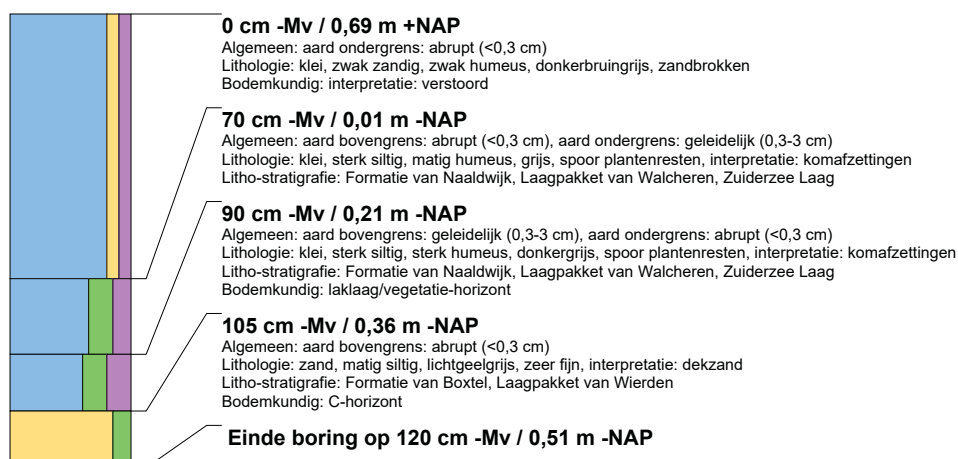 0 cm -Mv / 0,69 m +NAP
Algemeen: aard ondergrens: abrupt (<0,3 cm)
Lithologie: klei, zwak zandig, zwak humeus, donkerbruingrijs, zandbrokken
Bodemkundig: interpretatie: verstoord
70 cm -Mv / 0,01 m -NAP
Algemeen: aard bovengrens: abrupt (<0,3 cm), aard ondergrens: geleidelijk (0,3-3 cm)
Lithologie: klei, sterk siltig, matig humeus, grijs, spoor plantenresten, interpretatie: komafzettingen
Litho-stratigrafie: Formatie van Naaldwijk, Laagpakket van Walcheren, Zuiderzee Laag
90 cm -Mv / 0,21 m -NAP
Algemeen: aard bovengrens: geleidelijk (0,3-3 cm), aard ondergrens: abrupt (<0,3 cm)
Lithologie: klei, sterk siltig, sterk humeus, donkergrijs, spoor plantenresten, interpretatie: komafzettingen
Litho-stratigrafie: Formatie van Naaldwijk, Laagpakket van Walcheren, Zuiderzee Laag
Bodemkundig: laklaag/vegetatie-horizont
105 cm -Mv / 0,36 m -NAP
Algemeen: aard bovengrens: abrupt (<0,3 cm)
Lithologie: zand, matig siltig, lichtgeelgrijs, zeer fijn, interpretatie: dekzand
Litho-stratigrafie: Formatie van Boxtel, Laagpakket van Wierden
Bodemkundig: C-horizont
Einde boring op 120 cm -Mv / 0,51 m -NAP